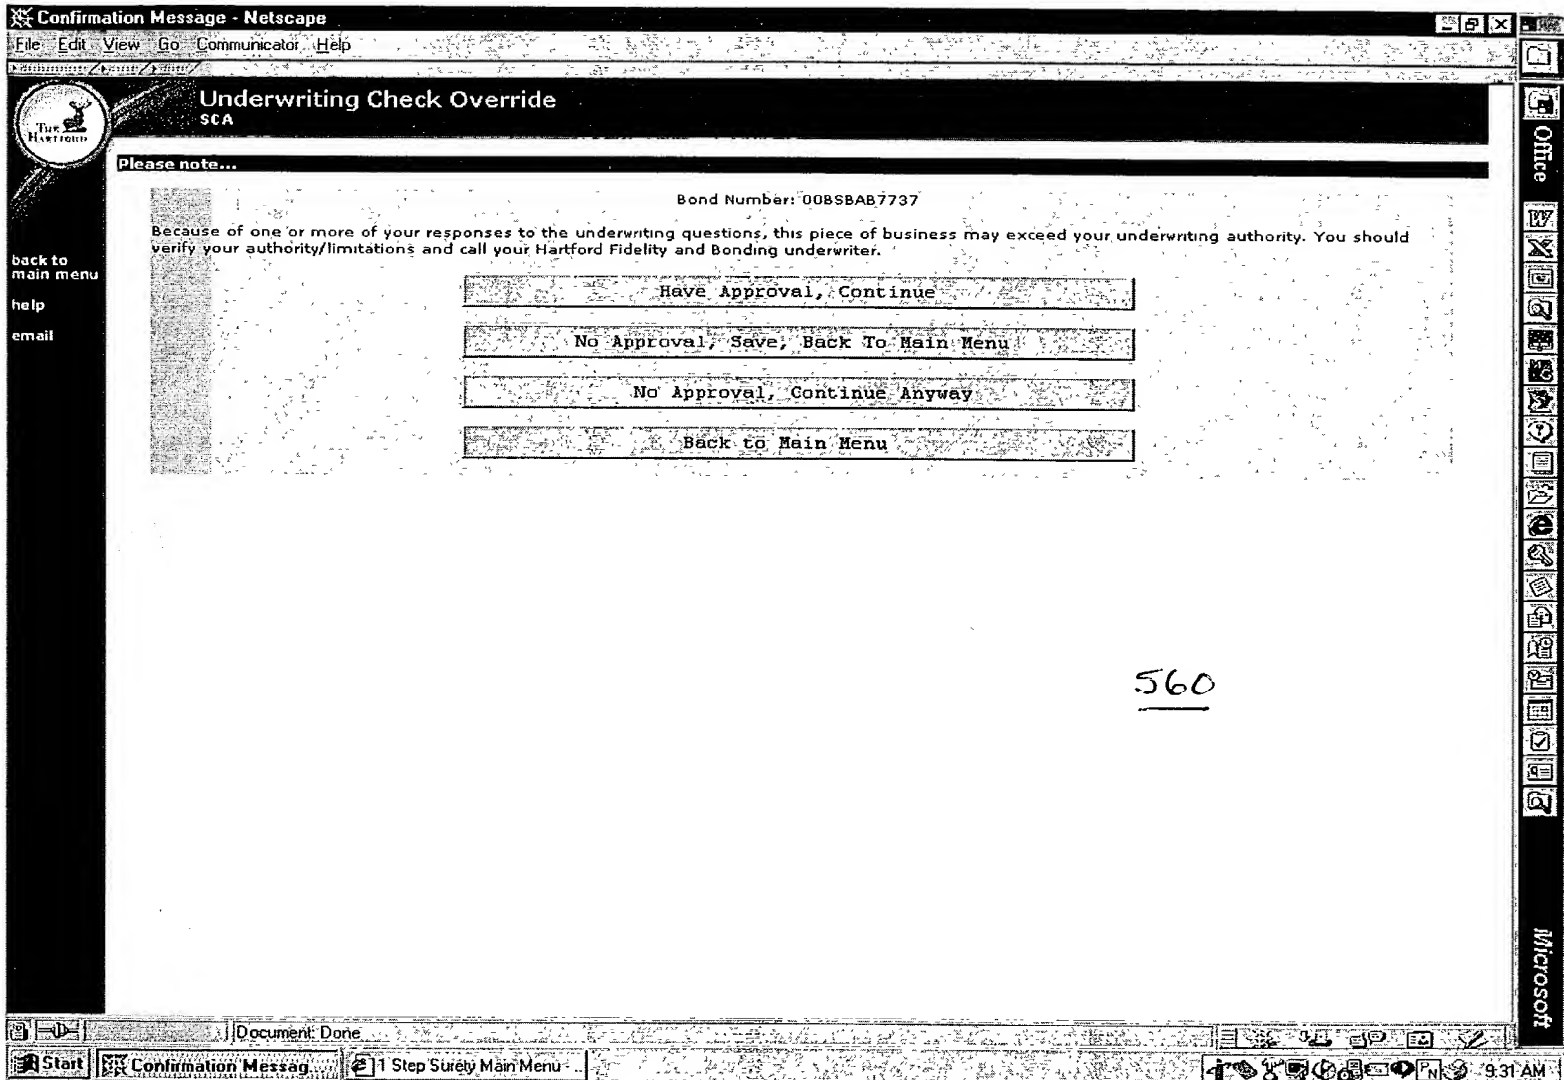 Confirmation Message - Netscape
File Edit View Go Communicator Help
Underwriting Check Override
SCA
THE
HARTFORD
Please note...
Bond Number: 00BSBAB7737
Because of one or more of your responses to the underwriting questions, this piece of business may exceed your underwriting authority. You should
verify your authority/limitations and call your Hartford Fidelity and Bonding underwriter.
back to
main menu
help
email
Have Approval, Continue
No Approval, Save, Back To Main Menu
No Approval, Continue Anyway
Back to Main Menu
560
Office
Microsoft
Document: Done
Start
Confirmation Messag...
1 Step Surety Main Menu - ...
9:31 AM